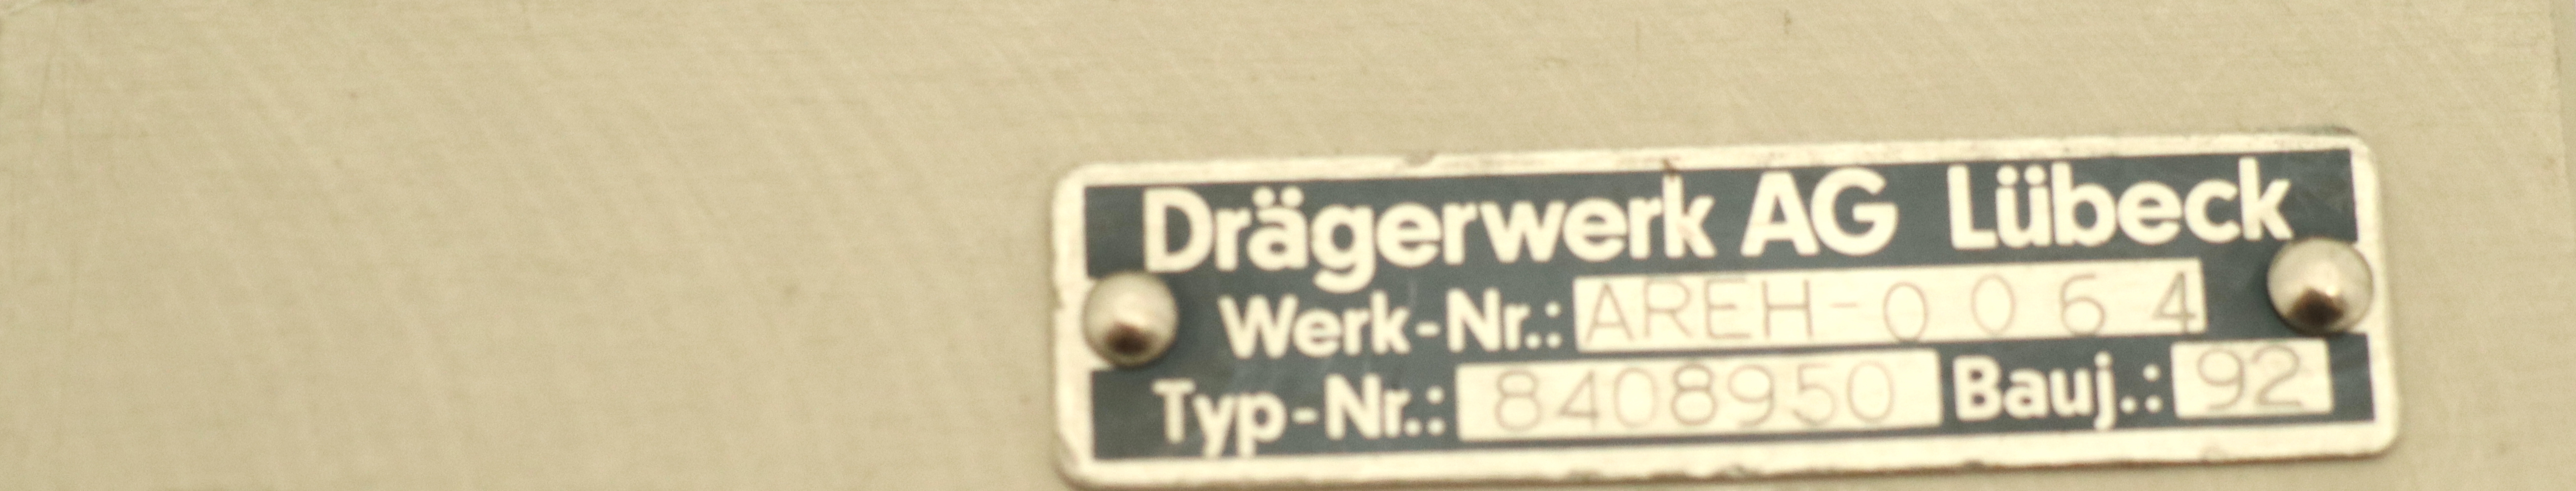 Drägerwerk AG Lübeck
Werk-Nr.: AREH-0064
Typ-Nr.: 8408950 Bauj.: 92